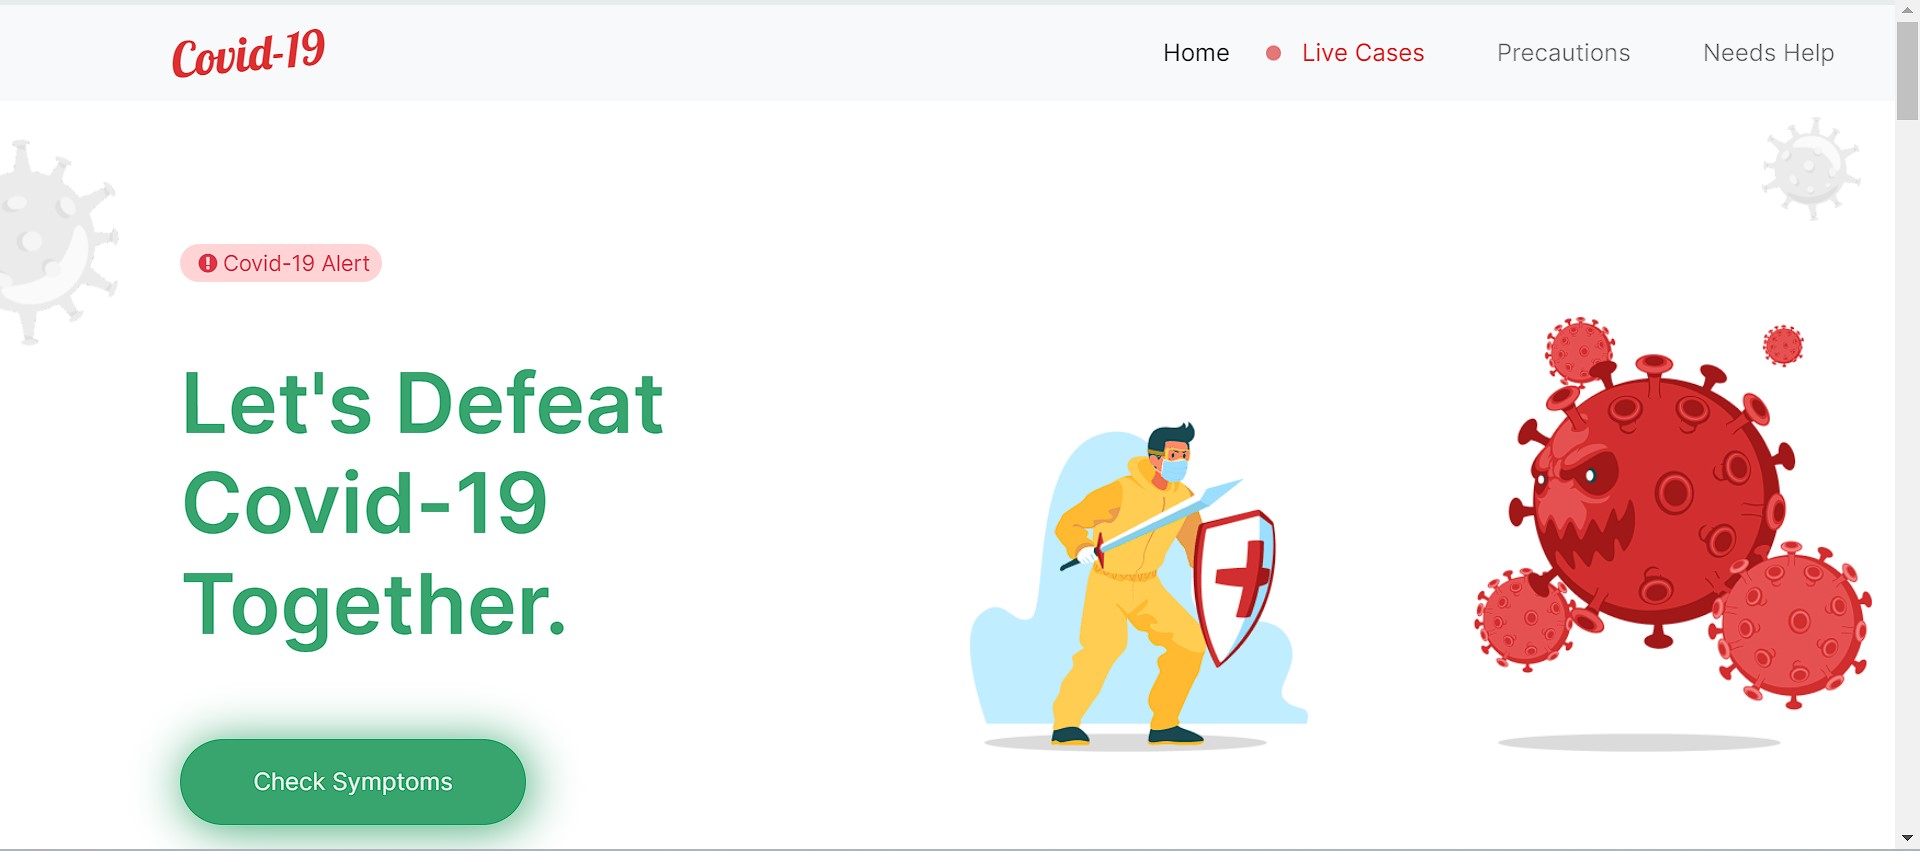 Covid-19
Home Live Cases Precautions Needs Help
Covid-19 Alert
Let's Defeat
Covid-19
Together.
Check Symptoms